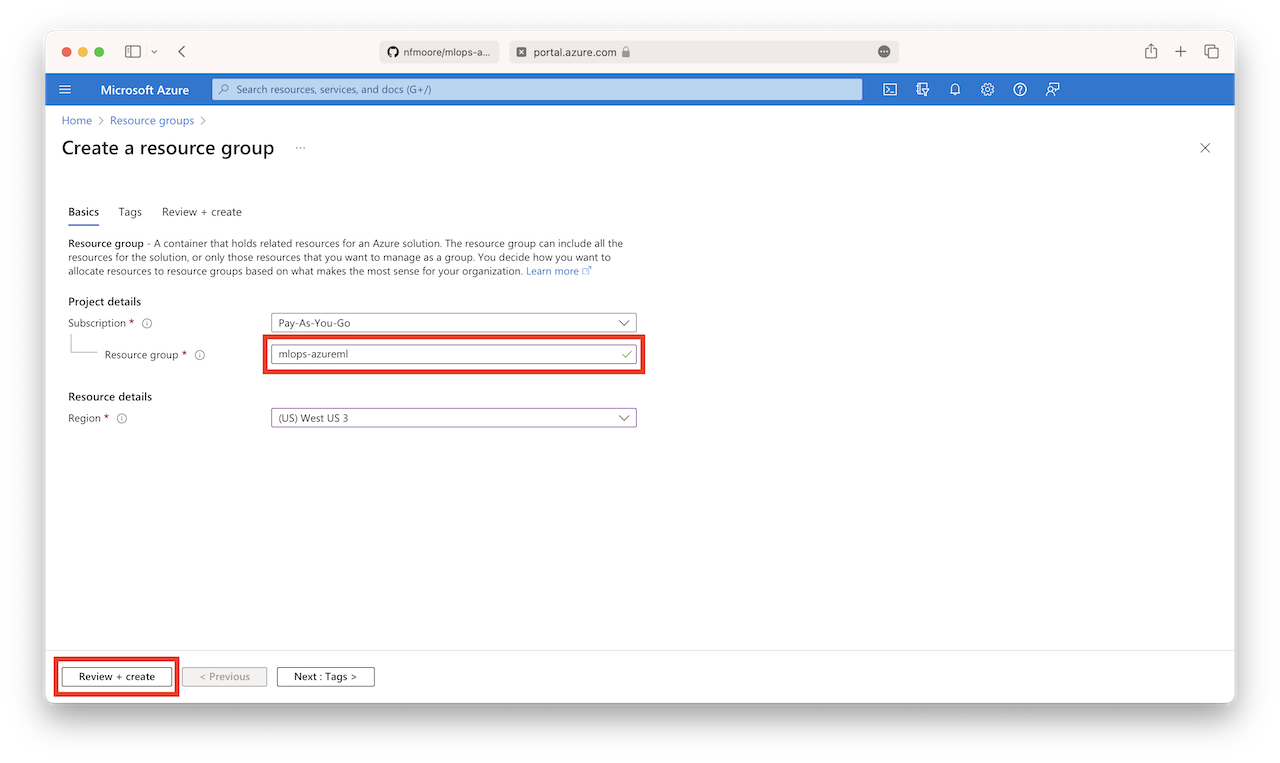 nfmoore/mlops-a...
portal.azure.com
Microsoft Azure
Search resources, services, and docs (G+/)
Home > Resource groups >
Create a resource group ...
Basics Tags Review + create
Resource group - A container that holds related resources for an Azure solution. The resource group can include all the
resources for the solution, or only those resources that you want to manage as a group. You decide how you want to
allocate resources to resource groups based on what makes the most sense for your organization. Learn more
Project details
Subscription * Pay-As-You-Go
Resource group * mlops-azureml
Resource details
Region * (US) West US 3
Review + create < Previous Next : Tags >